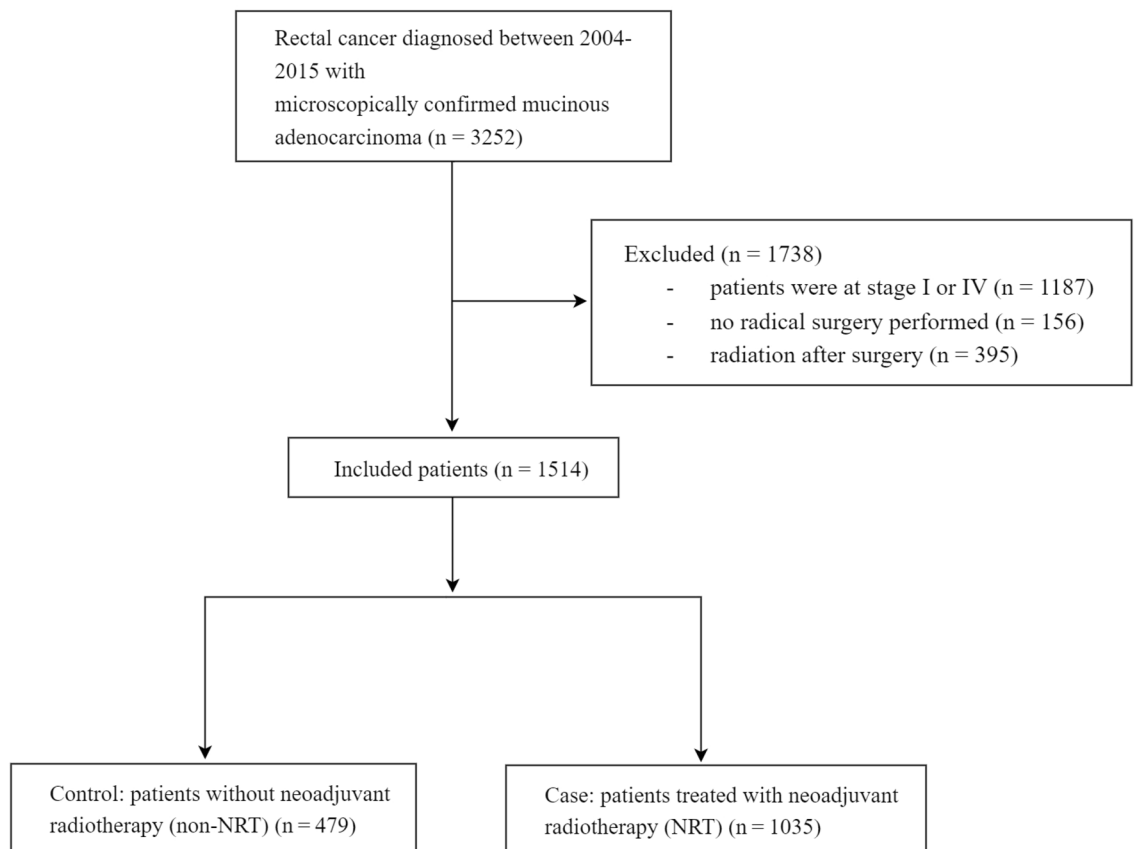 Rectal cancer diagnosed between 2004-
2015 with
microscopically confirmed mucinous
adenocarcinoma (n = 3252)
Excluded (n = 1738)
- patients were at stage I or IV (n = 1187)
- no radical surgery performed (n = 156)
- radiation after surgery (n = 395)
Included patients (n = 1514)
Control: patients without neoadjuvant
radiotherapy (non-NRT) (n = 479)
Case: patients treated with neoadjuvant
radiotherapy (NRT) (n = 1035)